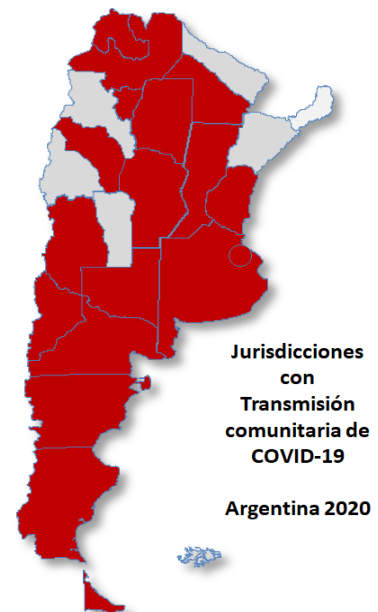 Jurisdicciones
con
Transmisión
comunitaria de
COVID-19
Argentina 2020